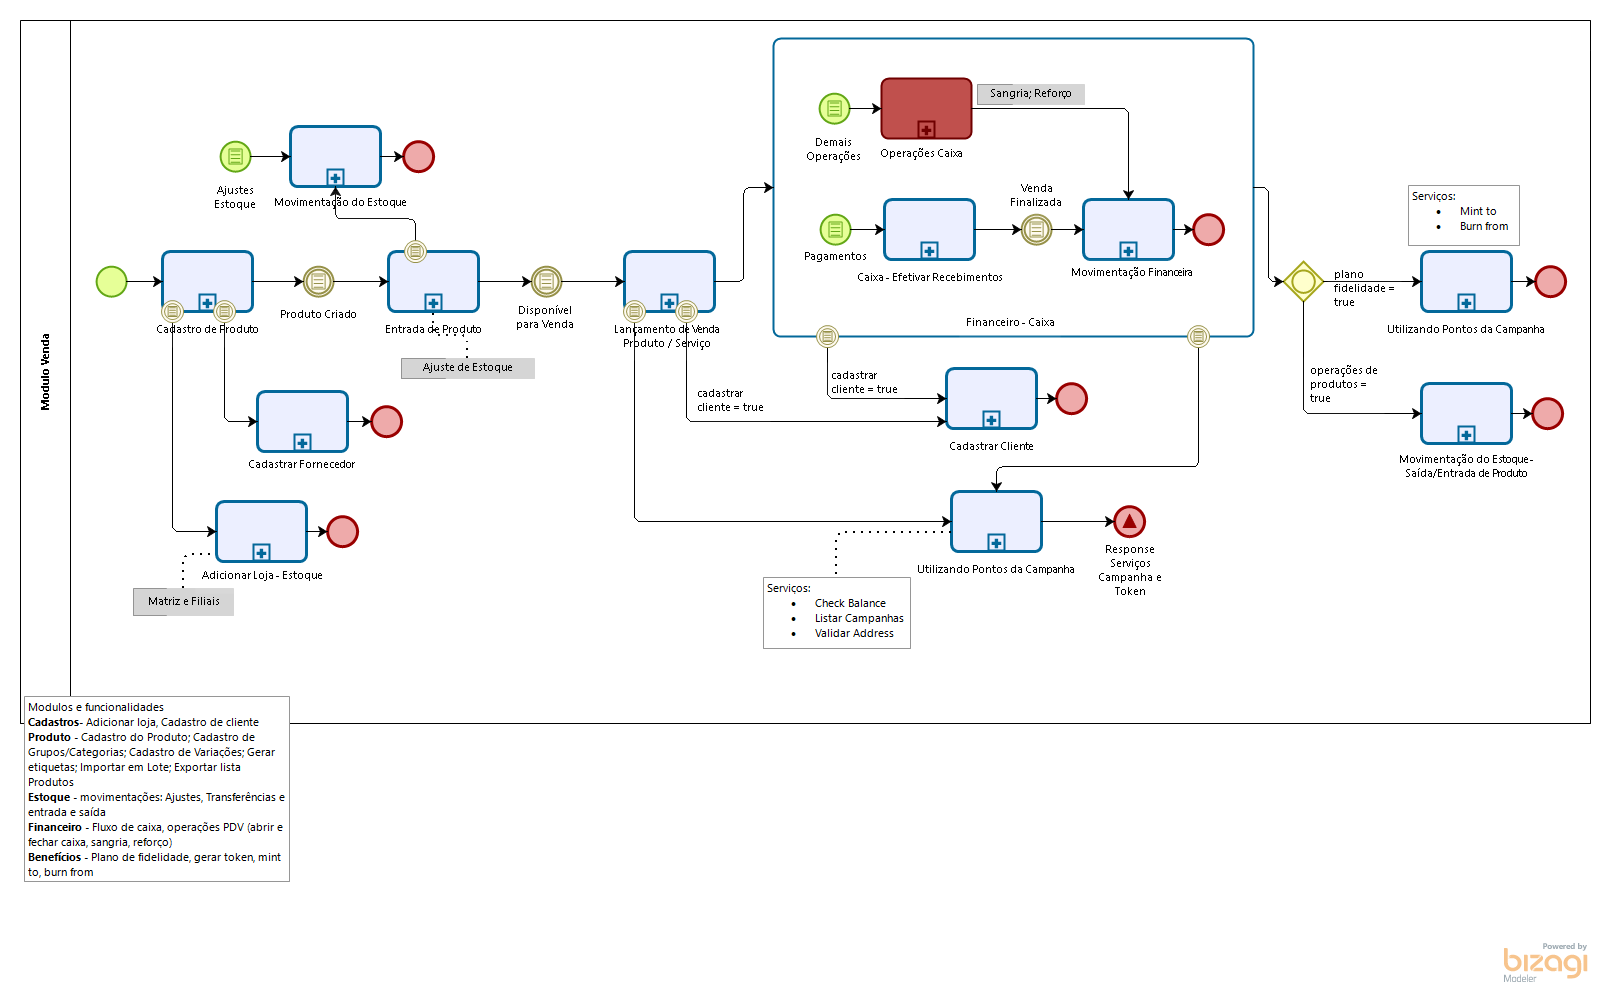 Modulo Venda
Ajustes
Estoque
Movimentação do Estoque
Cadastro de Produto
Produto Criado
Entrada de Produto
Ajuste de Estoque
Disponível
para Venda
Lançamento de Venda
Produto / Serviço
Cadastrar Fornecedor
Adicionar Loja - Estoque
Matriz e Filiais
Demais
Operações
Operações Caixa
Sangria; Reforço
Pagamentos
Caixa - Efetivar Recebimentos
Venda
Finalizada
Movimentação Financeira
Financeiro - Caixa
cadastrar
cliente = true
cadastrar
cliente = true
Cadastrar Cliente
Utilizando Pontos da Campanha
Response
Serviços
Campanha e
Token
Serviços:
• Check Balance
• Listar Campanhas
• Validar Address
Serviços:
• Mint to
• Burn from
plano
fidelidade =
true
Utilizando Pontos da Campanha
operações de
produtos =
true
Movimentação do Estoque-
Saída/Entrada de Produto
Modulos e funcionalidades
Cadastros- Adicionar loja, Cadastro de cliente
Produto - Cadastro do Produto; Cadastro de
Grupos/Categorias; Cadastro de Variações; Gerar
etiquetas; Importar em Lote; Exportar lista
Produtos
Estoque - movimentações: Ajustes, Transferências e
entrada e saída
Financeiro - Fluxo de caixa, operações PDV (abrir e
fechar caixa, sangria, reforço)
Benefícios - Plano de fidelidade, gerar token, mint
to, burn from
Powered by
bizagi
Modeler